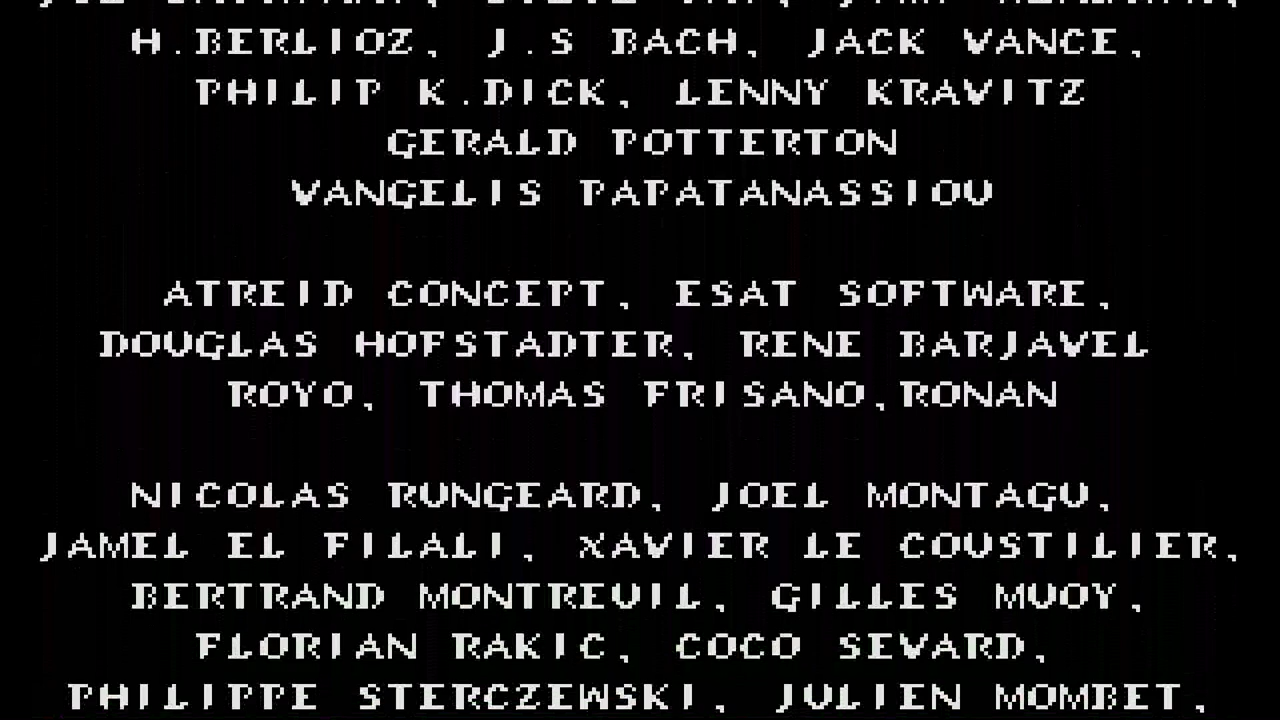 H.BERLIOZ, J.S BACH, JACK VANCE,
PHILIP K.DICK, LENNY KRAVITZ
GERALD POTTERTON
VANGELIS PAPATANASSIOU
ATREID CONCEPT, ESAT SOFTWARE,
DOUGLAS HOFSTADTER, RENE BARJAVEL
ROYO, THOMAS FRISANO,RONAN
NICOLAS RUNGEARD, JOEL MONTAGU,
JAMEL EL FILALI, XAVIER LE COUSTILIER,
BERTRAND MONTREUIL, GILLES MUOY,
FLORIAN RAKIC, COCO SEVARD,
PHILIPPE STERCZEWSKI, JULIEN MOMBET,